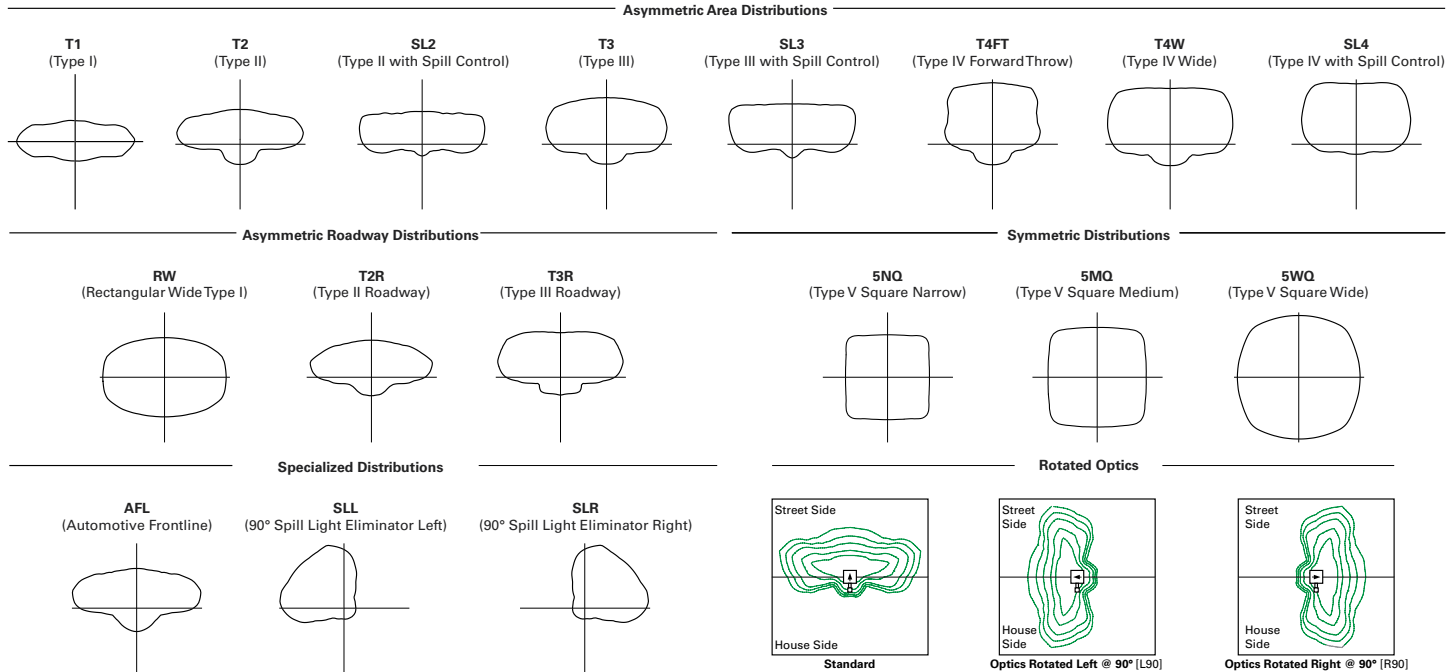 Asymmetric Area Distributions
T1
(Type I)
T2
(Type II)
SL2
(Type II with Spill Control)
T3
(Type III)
SL3
(Type III with Spill Control)
T4FT
(Type IV Forward Throw)
T4W
(Type IV Wide)
SL4
(Type IV with Spill Control)
Asymmetric Roadway Distributions
RW
(Rectangular Wide Type I)
T2R
(Type II Roadway)
T3R
(Type III Roadway)
Symmetric Distributions
5NQ
(Type V Square Narrow)
5MQ
(Type V Square Medium)
5WQ
(Type V Square Wide)
Specialized Distributions
AFL
(Automotive Frontline)
SLL
(90° Spill Light Eliminator Left)
SLR
(90° Spill Light Eliminator Right)
Rotated Optics
Street Side
House Side
Standard
Street
Side
House
Side
Optics Rotated Left @ 90° [L90]
Street
Side
House
Side
Optics Rotated Right @ 90° [R90]